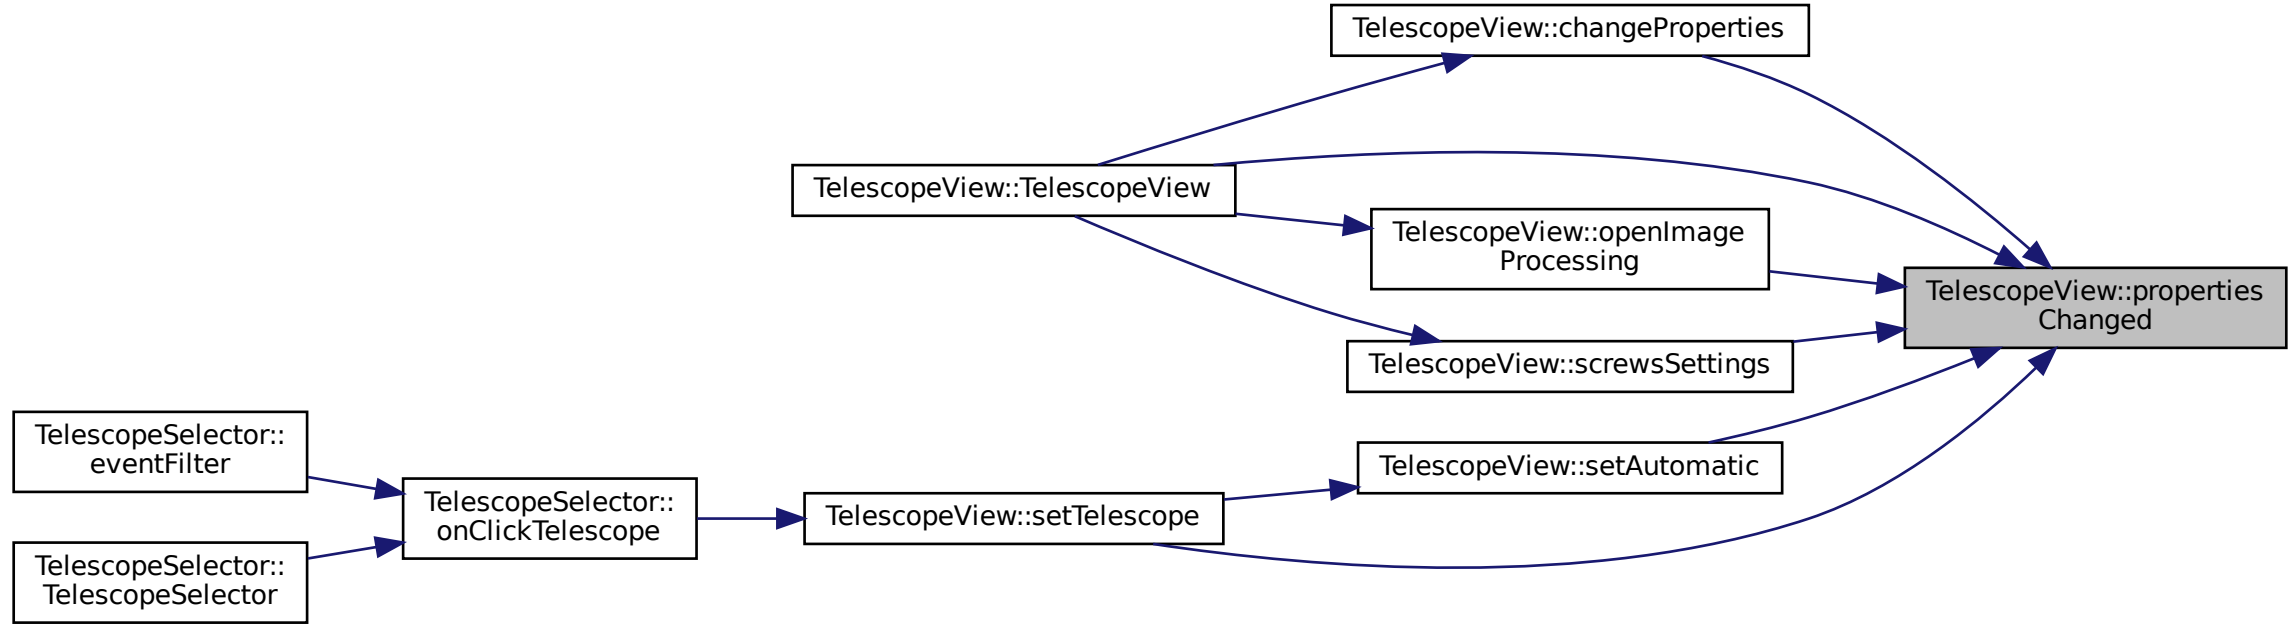 TelescopeView::changeProperties
TelescopeView::TelescopeView
TelescopeView::openImage
Processing
TelescopeView::properties
Changed
TelescopeView::screwsSettings
TelescopeSelector::
eventFilter
TelescopeView::setAutomatic
TelescopeSelector::
onClickTelescope
TelescopeView::setTelescope
TelescopeSelector::
TelescopeSelector